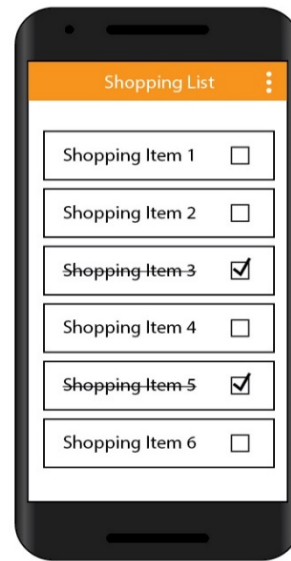 Shopping List
Shopping Item 1
Shopping Item 2
Shopping Item 3
Shopping Item 4
Shopping Item 5
Shopping Item 6